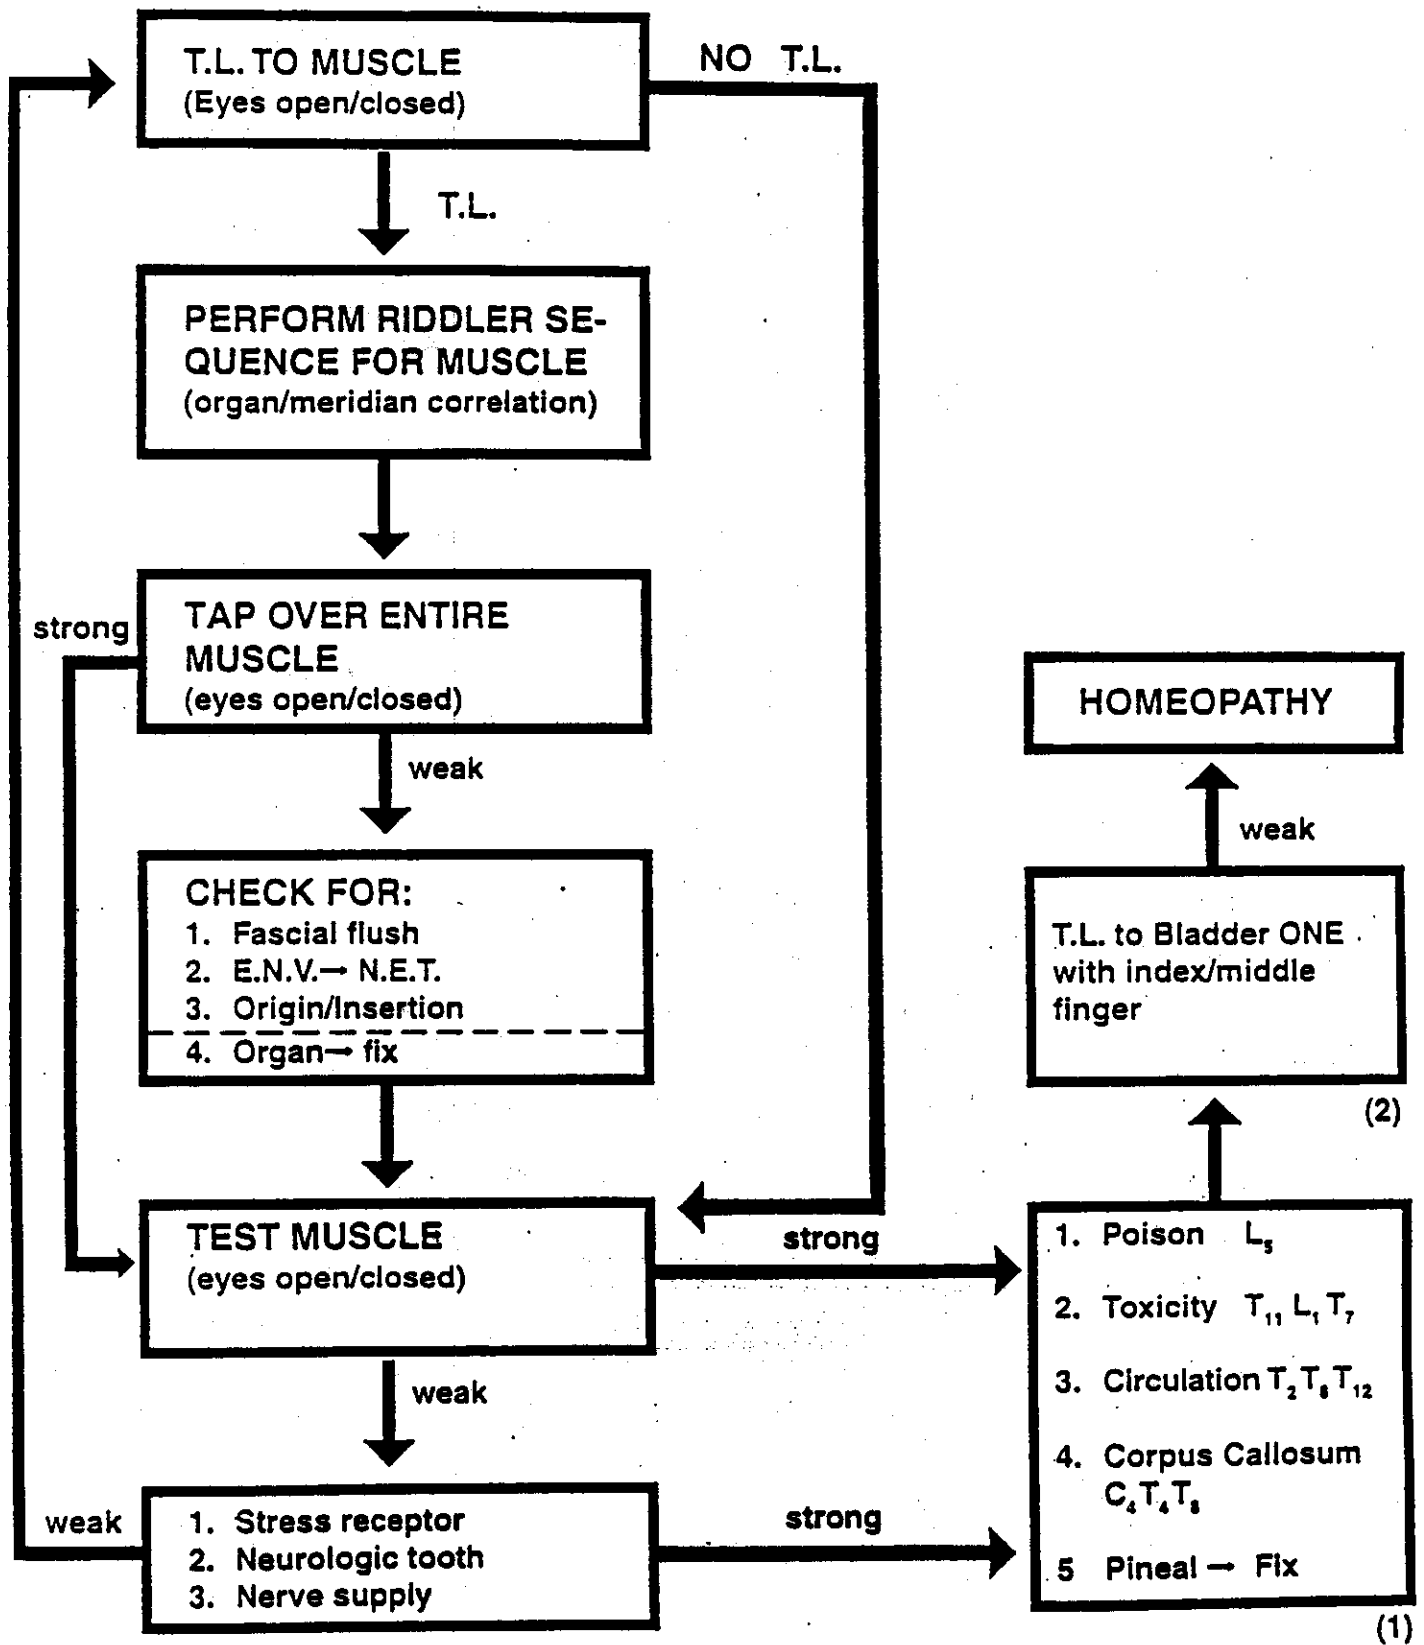 T.L. TO MUSCLE
(Eyes open/closed)
NO T.L.
T.L.
PERFORM RIDDLER SE-
QUENCE FOR MUSCLE
(organ/meridian correlation)
strong
TAP OVER ENTIRE
MUSCLE
(eyes open/closed)
weak
CHECK FOR:
1. Fascial flush
2. E.N.V.→ N.E.T.
3. Origin/Insertion
4. Organ→ fix
TEST MUSCLE
(eyes open/closed)
strong
weak
weak
1. Stress receptor
2. Neurologic tooth
3. Nerve supply
strong
HOMEOPATHY
weak
T.L. to Bladder ONE
with index/middle
finger
(2)
1. Poison L₅
2. Toxicity T₁₁ L₁ T₇
3. Circulation T₂ T₈ T₁₂
4. Corpus Callosum
C₄ T₄ T₈
5 Pineal → Fix
(1)